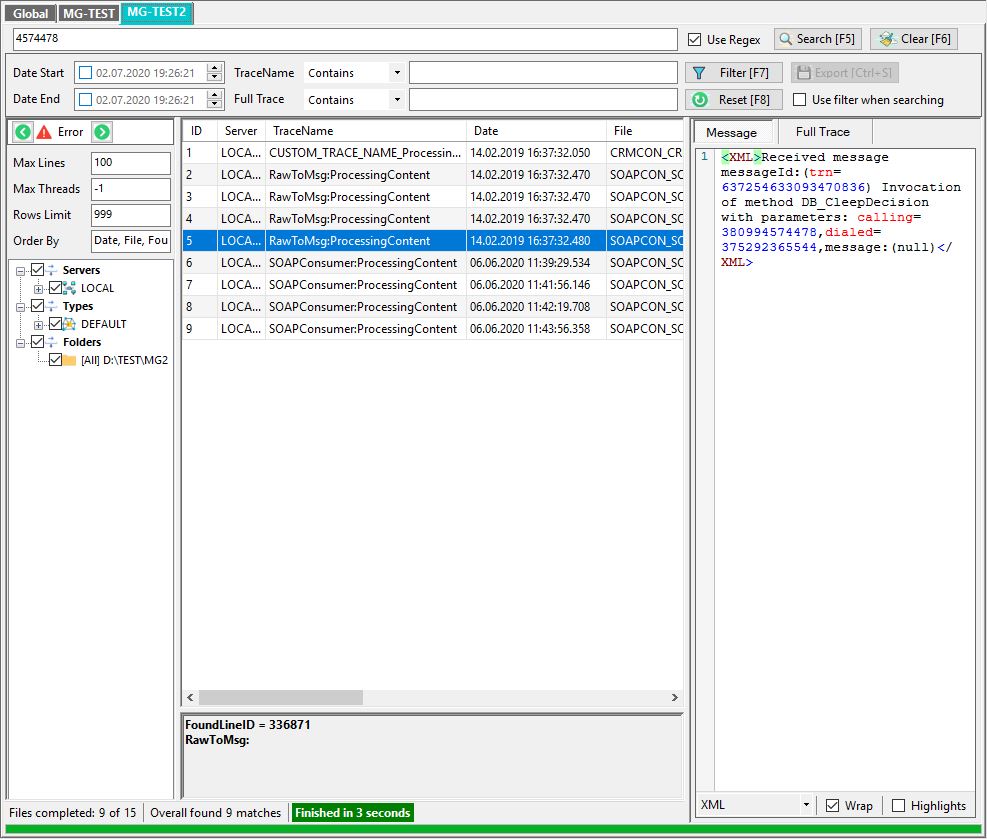 Global MG-TEST MG-TEST2
4574478 Use Regex Search [F5] Clear [F6]
Date Start 02.07.2020 19:26:21 TraceName Contains Filter [F7] Export [Ctrl+S]
Date End 02.07.2020 19:26:21 Full Trace Contains Reset [F8] Use filter when searching
Error
Max Lines 100
Max Threads -1
Rows Limit 999
Order By Date, File, Fou
Servers
LOCAL
Types
DEFAULT
Folders
[All] D:\TEST\MG2
ID Server TraceName Date File
1 LOCA... CUSTOM_TRACE_NAME_Processin... 14.02.2019 16:37:32.050 CRMCON_CR
2 LOCA... RawToMsg:ProcessingContent 14.02.2019 16:37:32.470 SOAPCON_SC
3 LOCA... RawToMsg:ProcessingContent 14.02.2019 16:37:32.470 SOAPCON_SC
4 LOCA... RawToMsg:ProcessingContent 14.02.2019 16:37:32.470 SOAPCON_SC
5 LOCA... RawToMsg:ProcessingContent 14.02.2019 16:37:32.480 SOAPCON_SC
6 LOCA... SOAPConsumer:ProcessingContent 06.06.2020 11:39:29.534 SOAPCON_SC
7 LOCA... SOAPConsumer:ProcessingContent 06.06.2020 11:41:56.146 SOAPCON_SC
8 LOCA... SOAPConsumer:ProcessingContent 06.06.2020 11:42:19.708 SOAPCON_SC
9 LOCA... SOAPConsumer:ProcessingContent 06.06.2020 11:43:56.358 SOAPCON_SC
FoundLineID = 336871
RawToMsg:
Message Full Trace
1 <XML>Received message
messageId:(trn=
637254633093470836) Invocation
of method DB_CleepDecision
with parameters: calling=
380994574478,dialed=
375292365544,message:(null)</
XML>
XML Wrap Highlights
Files completed: 9 of 15 Overall found 9 matches Finished in 3 seconds